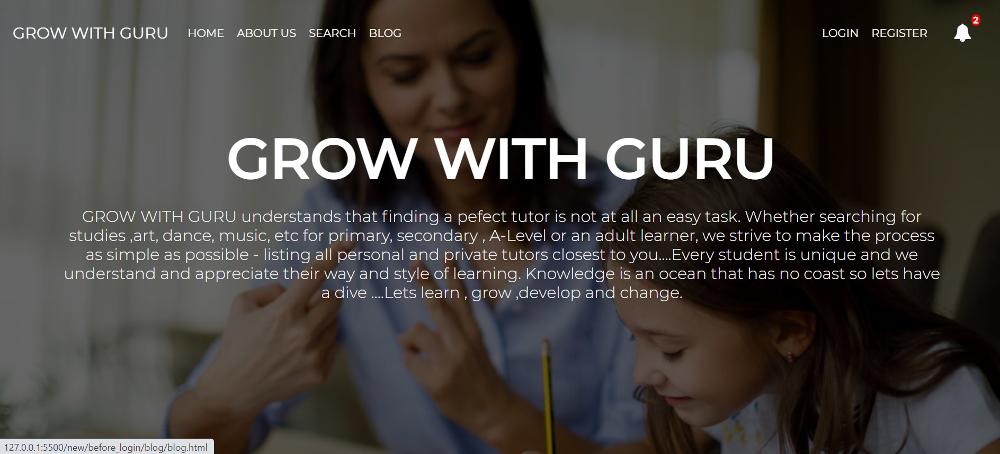 GROW WITH GURU HOME ABOUT US SEARCH BLOG LOGIN REGISTER 2
GROW WITH GURU
GROW WITH GURU understands that finding a pefect tutor is not at all an easy task. Whether searching for
studies ,art, dance, music, etc for primary, secondary , A-Level or an adult learner, we strive to make the process
as simple as possible - listing all personal and private tutors closest to you....Every student is unique and we
understand and appreciate their way and style of learning. Knowledge is an ocean that has no coast so lets have
a dive ....Lets learn , grow ,develop and change.
127.0.0.1:5500/new/before_login/blog/blog.html